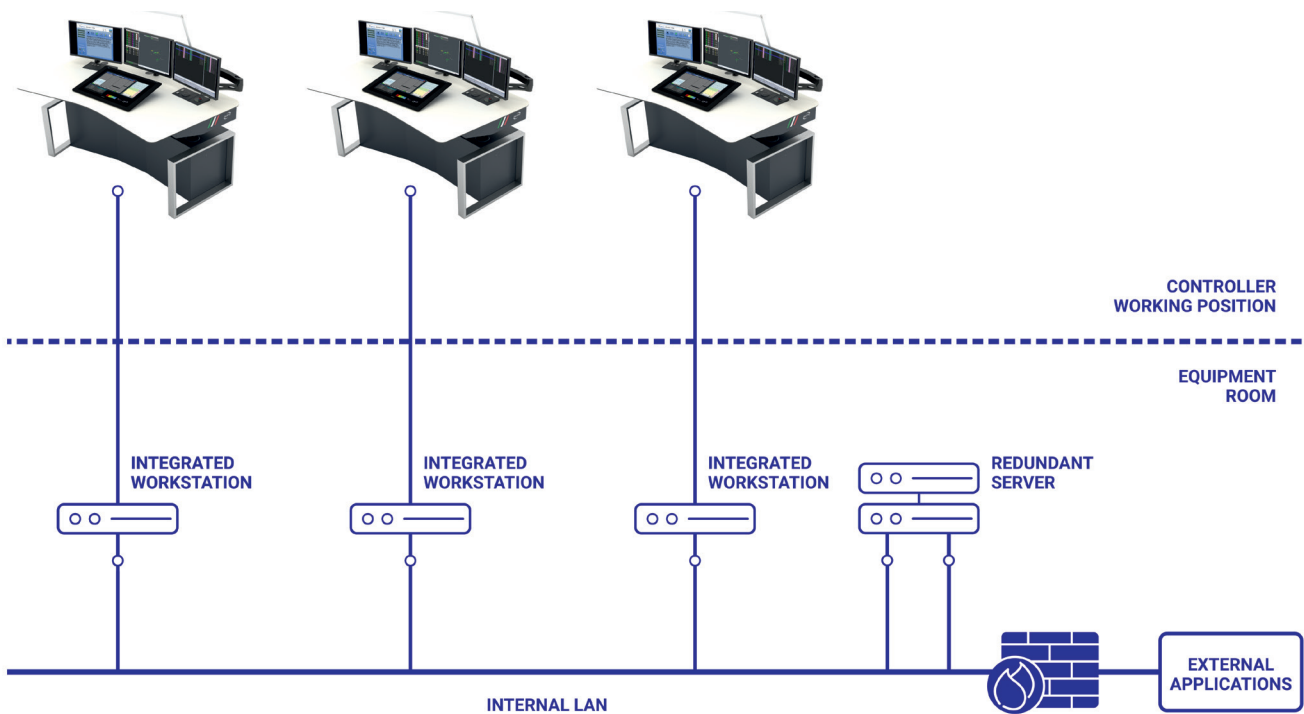 CONTROLLER
WORKING POSITION
EQUIPMENT
ROOM
INTEGRATED
WORKSTATION
INTEGRATED
WORKSTATION
INTEGRATED
WORKSTATION
REDUNDANT
SERVER
EXTERNAL
APPLICATIONS
INTERNAL LAN